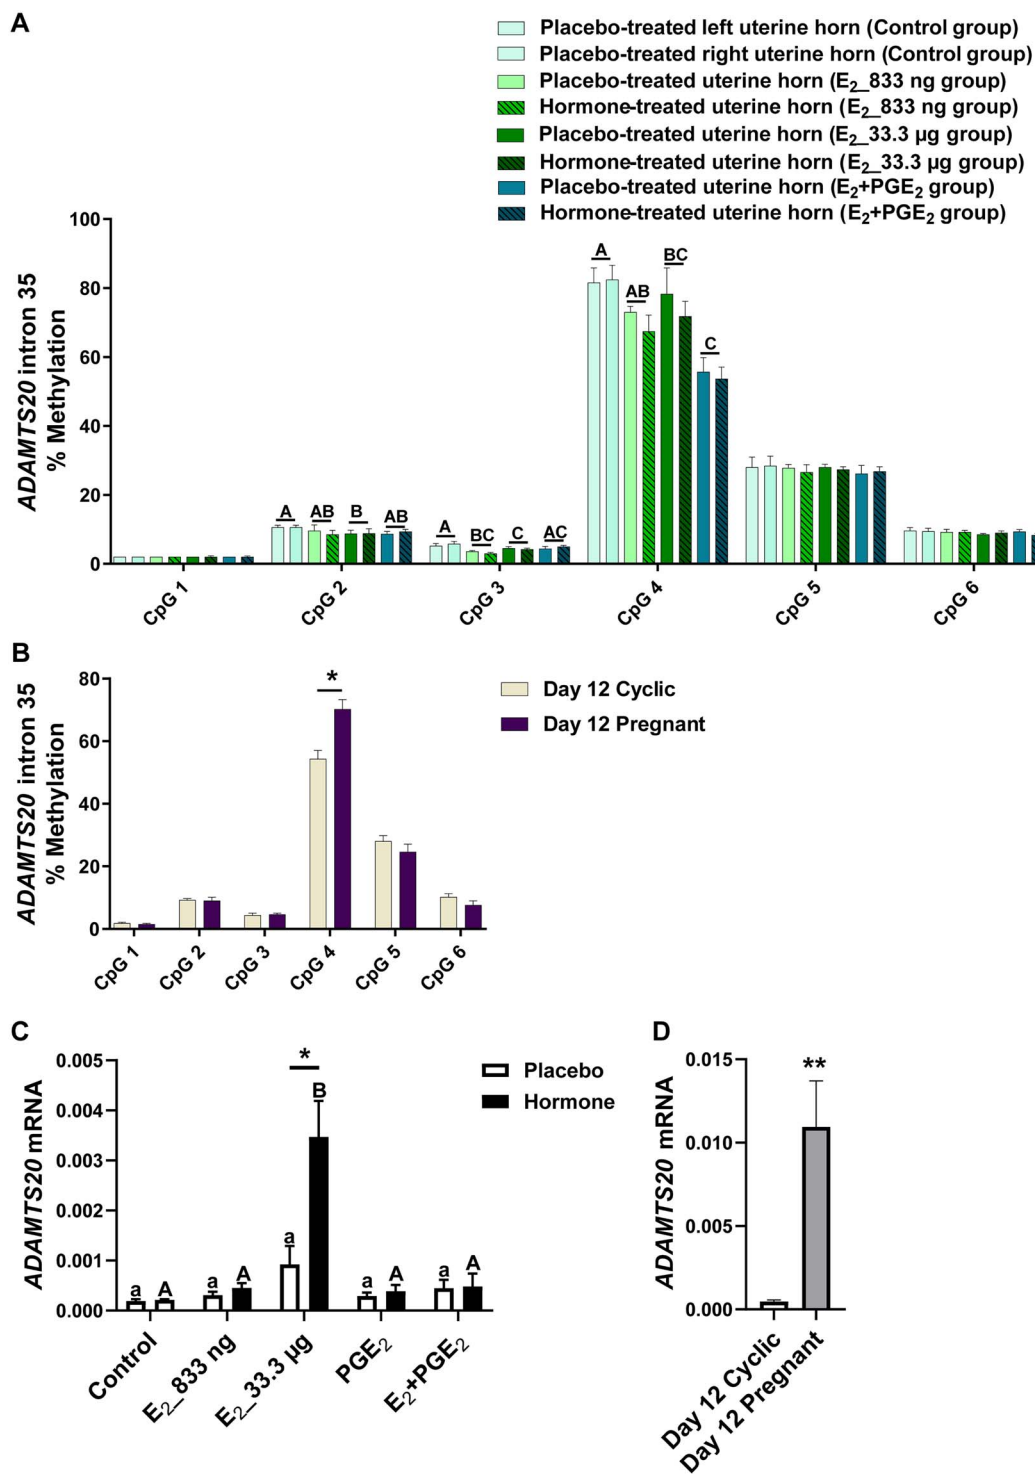 A
Placebo-treated left uterine horn (Control group)
Placebo-treated right uterine horn (Control group)
Placebo-treated uterine horn (E₂_833 ng group)
Hormone-treated uterine horn (E₂_833 ng group)
Placebo-treated uterine horn (E₂_33.3 µg group)
Hormone-treated uterine horn (E₂_33.3 µg group)
Placebo-treated uterine horn (E₂+PGE₂ group)
Hormone-treated uterine horn (E₂+PGE₂ group)
ADAMTS20 intron 35
% Methylation
100
80
60
40
20
0
A AB B AB
A BC C AC
A AB BC C
CpG 1 CpG 2 CpG 3 CpG 4 CpG 5 CpG 6
B
ADAMTS20 intron 35
% Methylation
80
60
40
20
0
*
Day 12 Cyclic
Day 12 Pregnant
CpG 1 CpG 2 CpG 3 CpG 4 CpG 5 CpG 6
C
ADAMTS20 mRNA
0.005
0.004
0.003
0.002
0.001
0.000
*
a A a A a B a A a A
Placebo
Hormone
Control E₂_833 ng E₂_33.3 µg PGE₂ E₂+PGE₂
D
ADAMTS20 mRNA
0.015
0.010
0.005
0.000
**
Day 12 Cyclic
Day 12 Pregnant